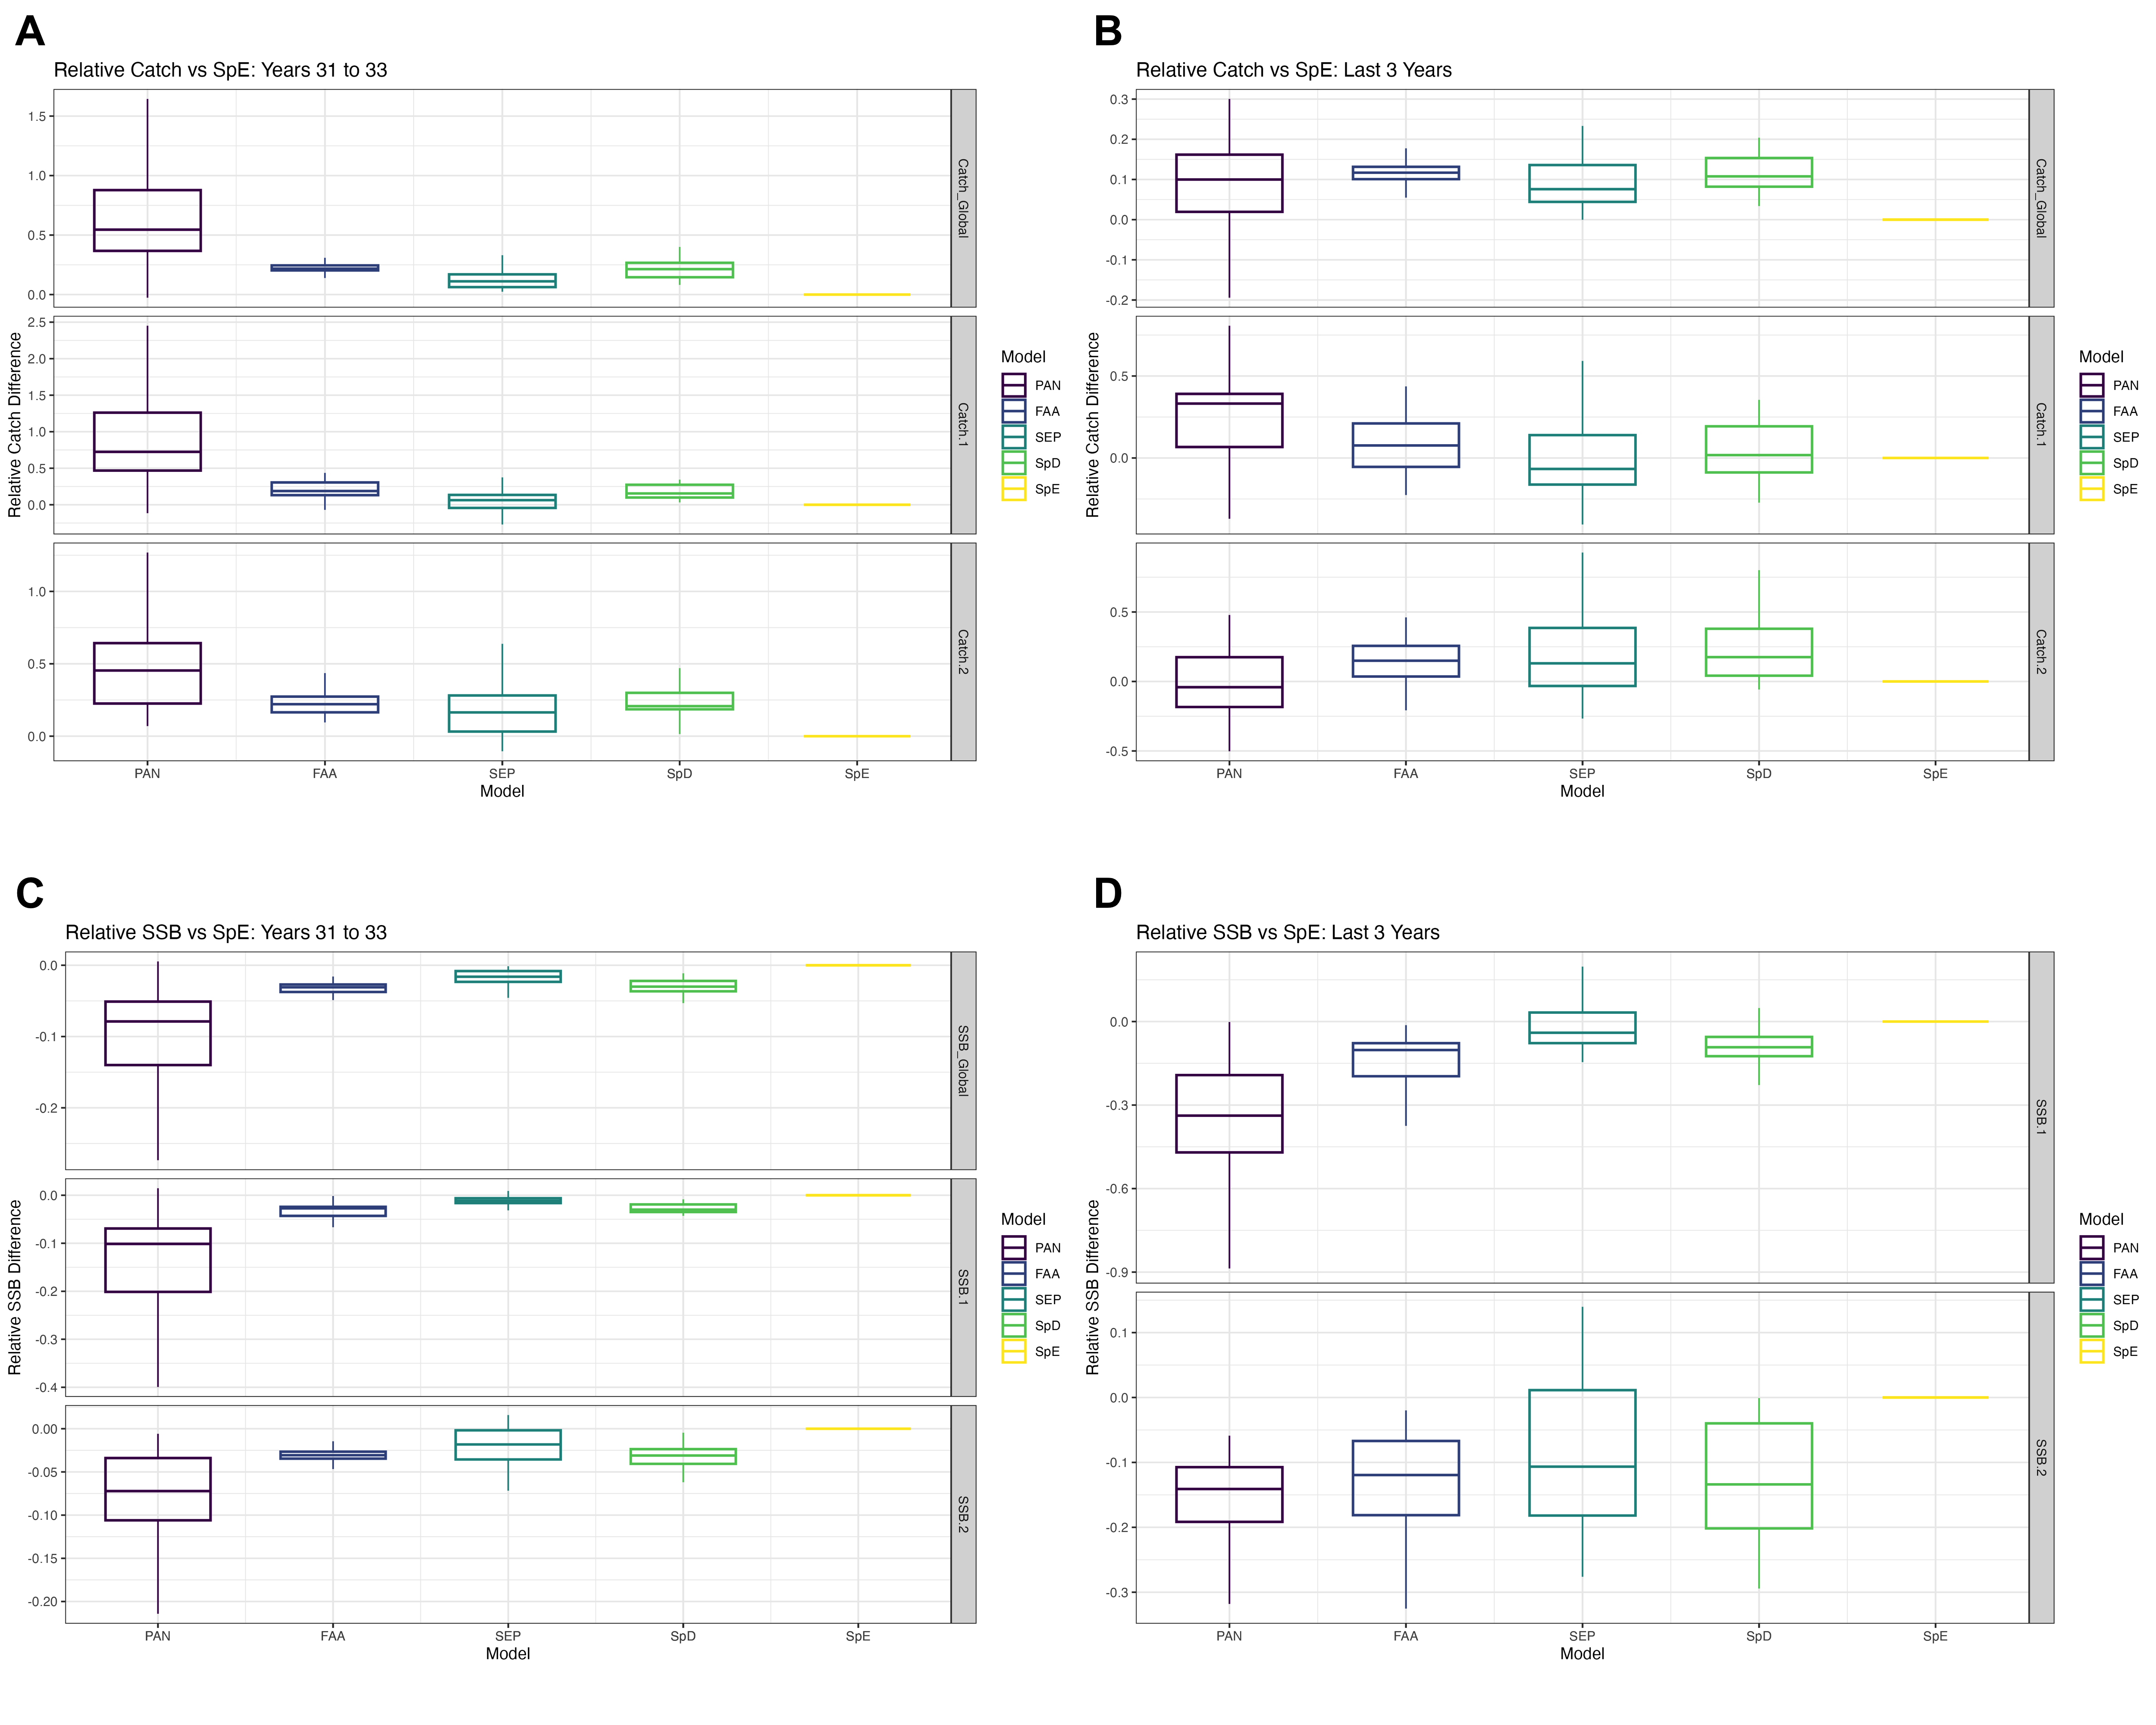 A
Relative Catch vs SpE: Years 31 to 33
Relative Catch Difference
1.5
1.0
0.5
0.0
Catch_Global
2.5
2.0
1.5
1.0
0.5
0.0
Catch.1
1.0
0.5
0.0
Catch.2
PAN FAA SEP SpD SpE
Model
Model
PAN
FAA
SEP
SpD
SpE
B
Relative Catch vs SpE: Last 3 Years
Relative Catch Difference
0.3
0.2
0.1
0.0
-0.1
-0.2
Catch_Global
0.5
0.0
Catch.1
0.5
0.0
-0.5
Catch.2
PAN FAA SEP SpD SpE
Model
Model
PAN
FAA
SEP
SpD
SpE
C
Relative SSB vs SpE: Years 31 to 33
Relative SSB Difference
0.0
-0.1
-0.2
SSB_Global
0.0
-0.1
-0.2
-0.3
-0.4
SSB.1
0.00
-0.05
-0.10
-0.15
-0.20
SSB.2
PAN FAA SEP SpD SpE
Model
Model
PAN
FAA
SEP
SpD
SpE
D
Relative SSB vs SpE: Last 3 Years
Relative SSB Difference
0.0
-0.3
-0.6
-0.9
SSB.1
0.1
0.0
-0.1
-0.2
-0.3
SSB.2
PAN FAA SEP SpD SpE
Model
Model
PAN
FAA
SEP
SpD
SpE